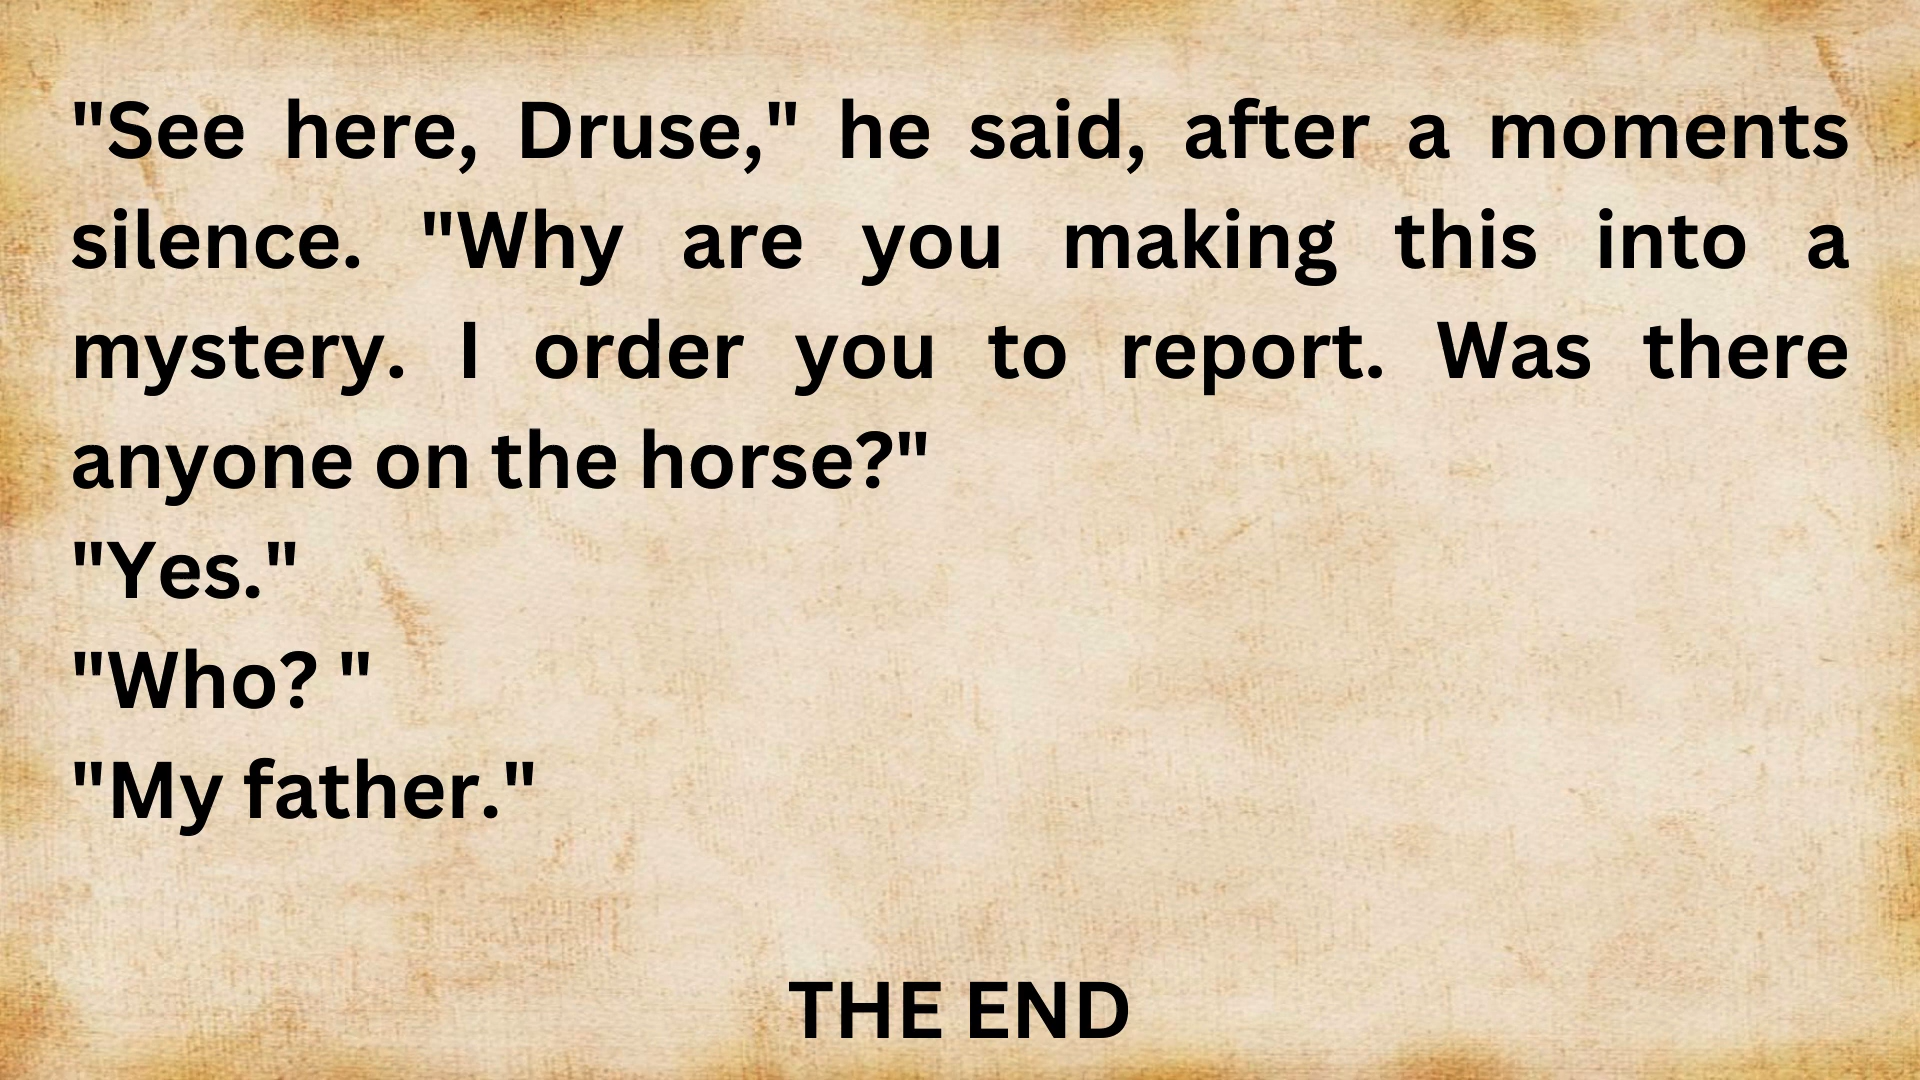 "See here, Druse," he said, after a moments
silence. "Why are you making this into a
mystery. I order you to report. Was there
anyone on the horse?"
"Yes."
"Who? "
"My father."
THE END